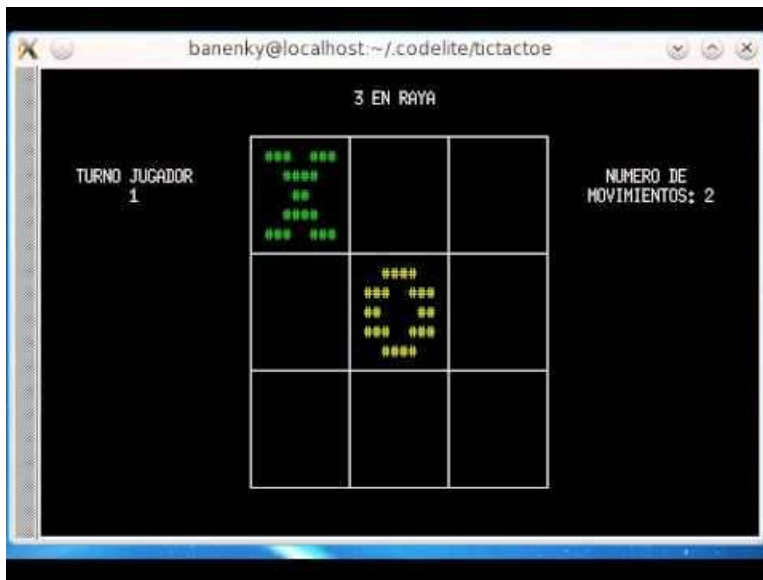 banenky@localhost:~/.codelite/tictactoe
3 EN RAYA
TURNO JUGADOR
1
NUMERO DE
MOVIMIENTOS: 2
### ###
####
##
####
### ###
####
### ###
## ##
### ###
####